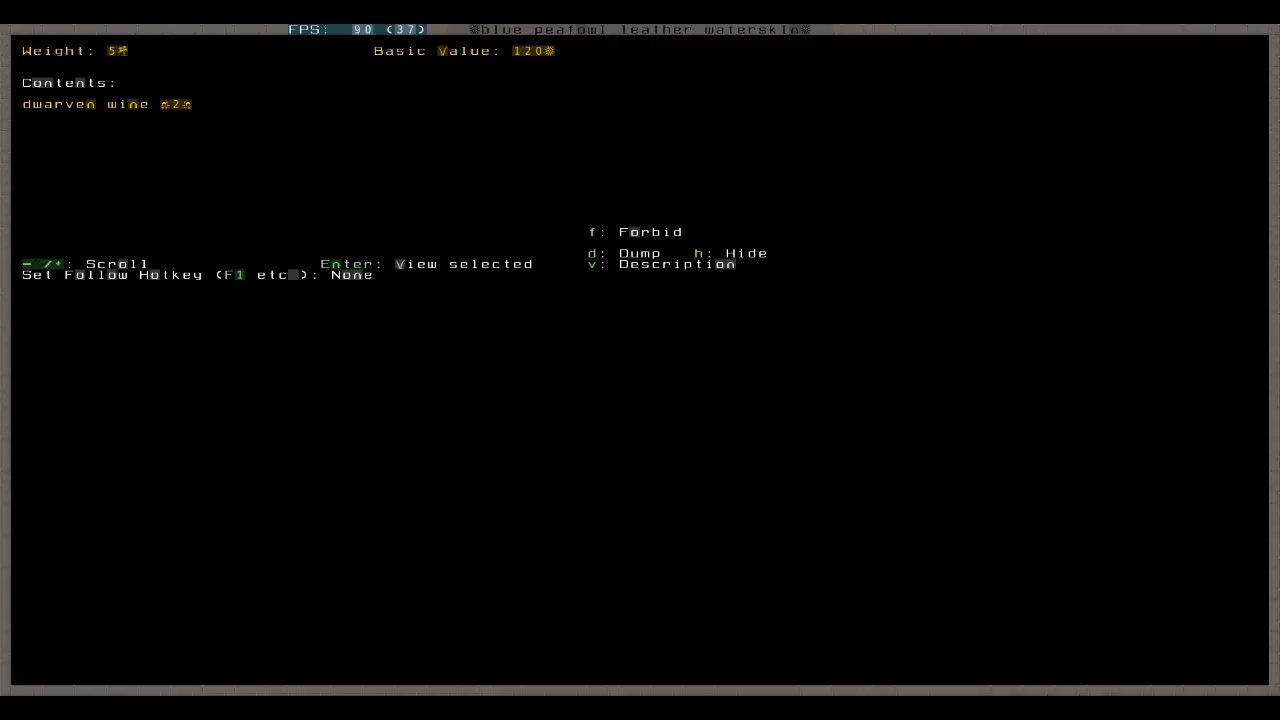 FPS: 90 (37) ☼blue peafowl leather waterskin☼
Weight: 5 Basic Value: 120☼
Contents:
dwarven wine [2]
f: Forbid
d: Dump h: Hide
-/+: Scroll Enter: View selected v: Description
Set Follow Hotkey (F1 etc.): None